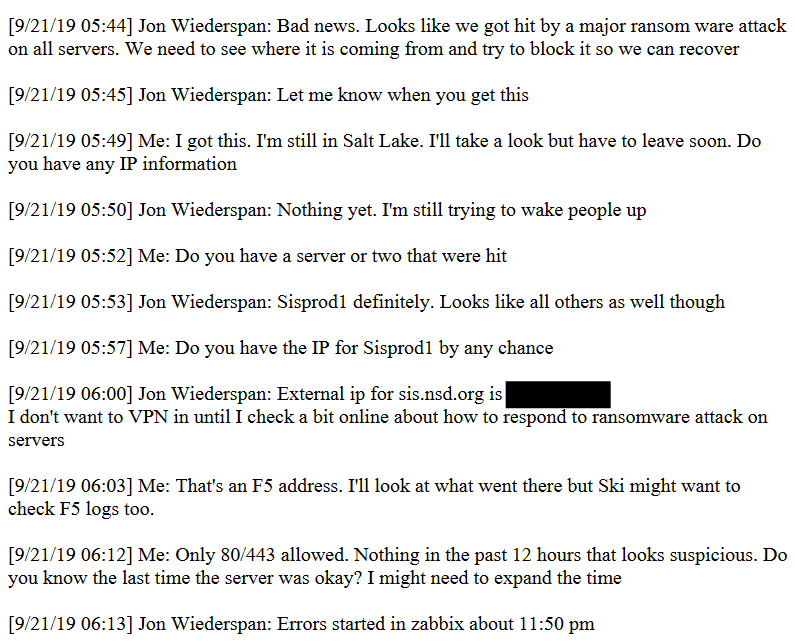 [9/21/19 05:44] Jon Wiederspan: Bad news. Looks like we got hit by a major ransom ware attack
on all servers. We need to see where it is coming from and try to block it so we can recover
[9/21/19 05:45] Jon Wiederspan: Let me know when you get this
[9/21/19 05:49] Me: I got this. I'm still in Salt Lake. I'll take a look but have to leave soon. Do
you have any IP information
[9/21/19 05:50] Jon Wiederspan: Nothing yet. I'm still trying to wake people up
[9/21/19 05:52] Me: Do you have a server or two that were hit
[9/21/19 05:53] Jon Wiederspan: Sisprod1 definitely. Looks like all others as well though
[9/21/19 05:57] Me: Do you have the IP for Sisprod1 by any chance
[9/21/19 06:00] Jon Wiederspan: External ip for sis.nsd.org is
I don't want to VPN in until I check a bit online about how to respond to ransomware attack on
servers
[9/21/19 06:03] Me: That's an F5 address. I'll look at what went there but Ski might want to
check F5 logs too.
[9/21/19 06:12] Me: Only 80/443 allowed. Nothing in the past 12 hours that looks suspicious. Do
you know the last time the server was okay? I might need to expand the time
[9/21/19 06:13] Jon Wiederspan: Errors started in zabbix about 11:50 pm